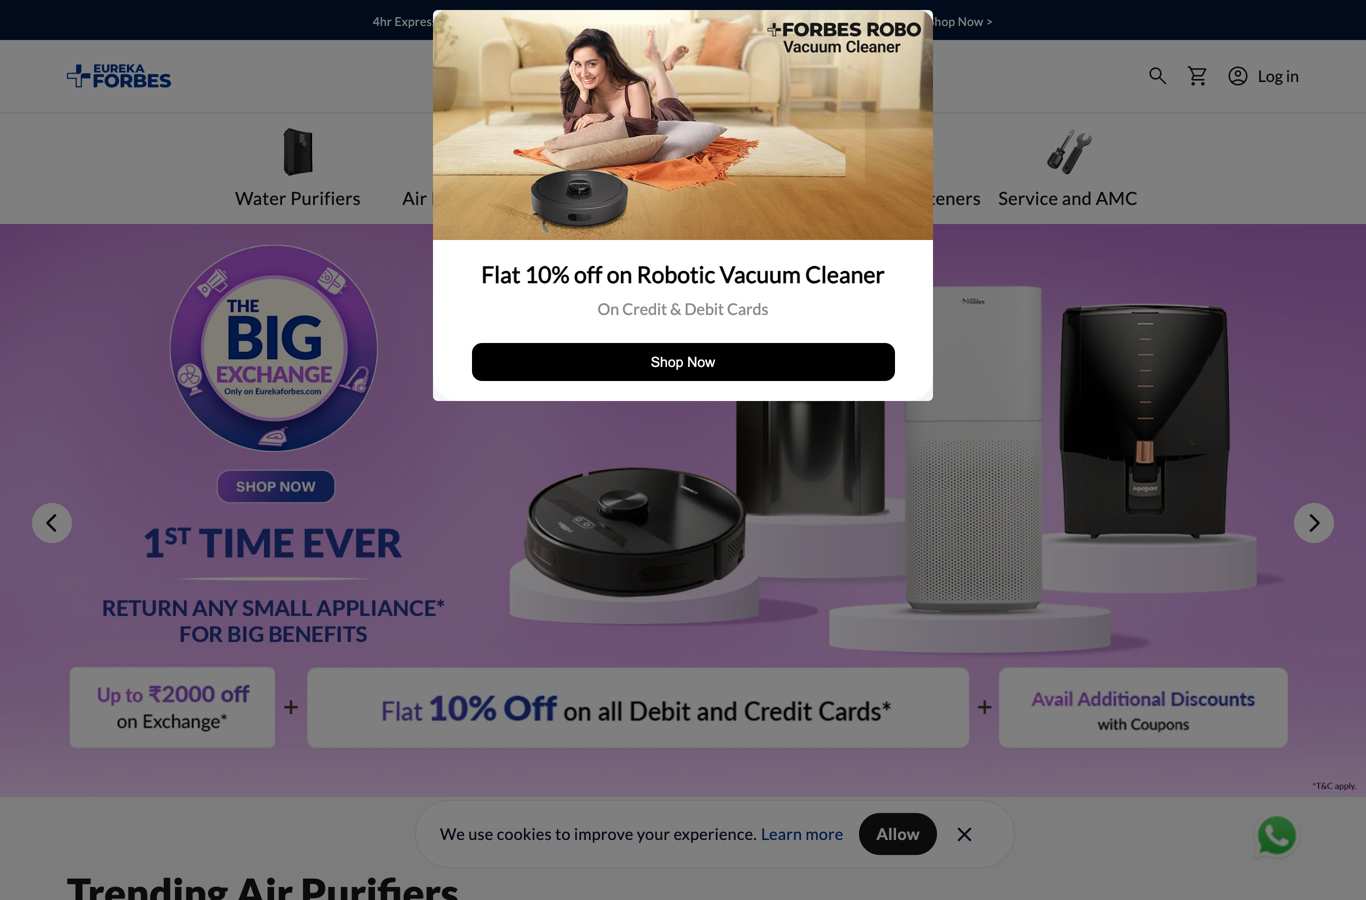 4hr Expres
hop Now >
FORBES ROBO
Vacuum Cleaner
EUREKA
FORBES
Log in
Water Purifiers
Air
teners
Service and AMC
Flat 10% off on Robotic Vacuum Cleaner
On Credit & Debit Cards
Shop Now
THE
BIG
EXCHANGE
Only on Eurekaforbes.com
SHOP NOW
1ST TIME EVER
RETURN ANY SMALL APPLIANCE*
FOR BIG BENEFITS
Up to ₹2000 off
on Exchange*
+
Flat 10% Off on all Debit and Credit Cards*
+
Avail Additional Discounts
with Coupons
*T&C apply.
We use cookies to improve your experience. Learn more
Allow
Trending Air Purifiers